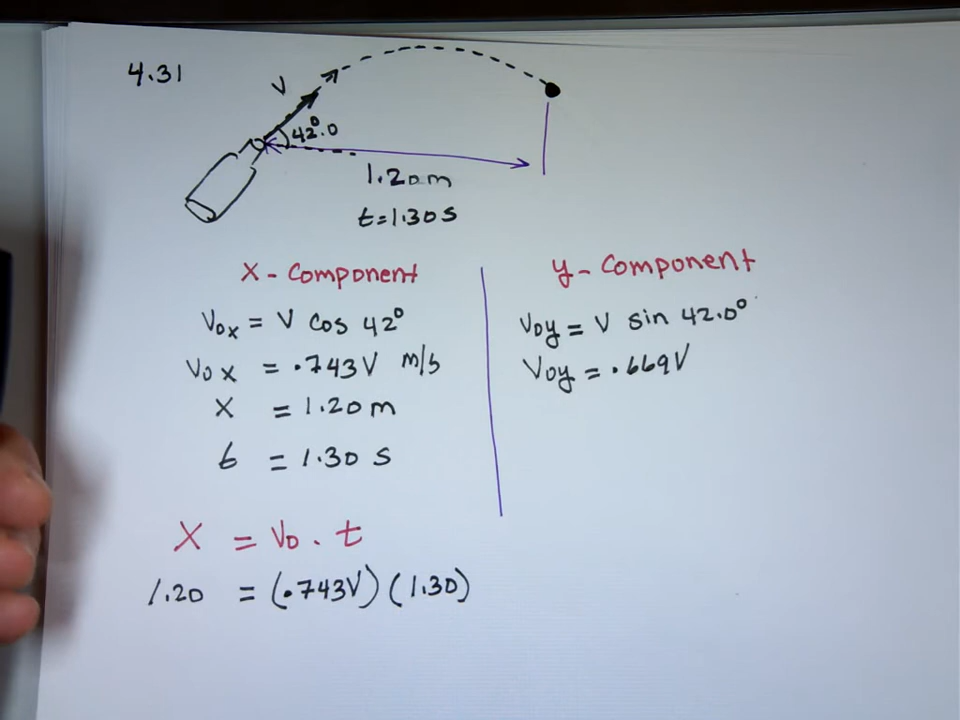 4.31
V
42.0°
1.20m
t=1.30s
X - Component
y - Component
Vox = V cos 42°
Voy = V sin 42.0°
Vox = .743V m/s
Voy = .669V
X = 1.20 m
t = 1.30 s
X = Vo . t
1.20 = (.743V)(1.30)